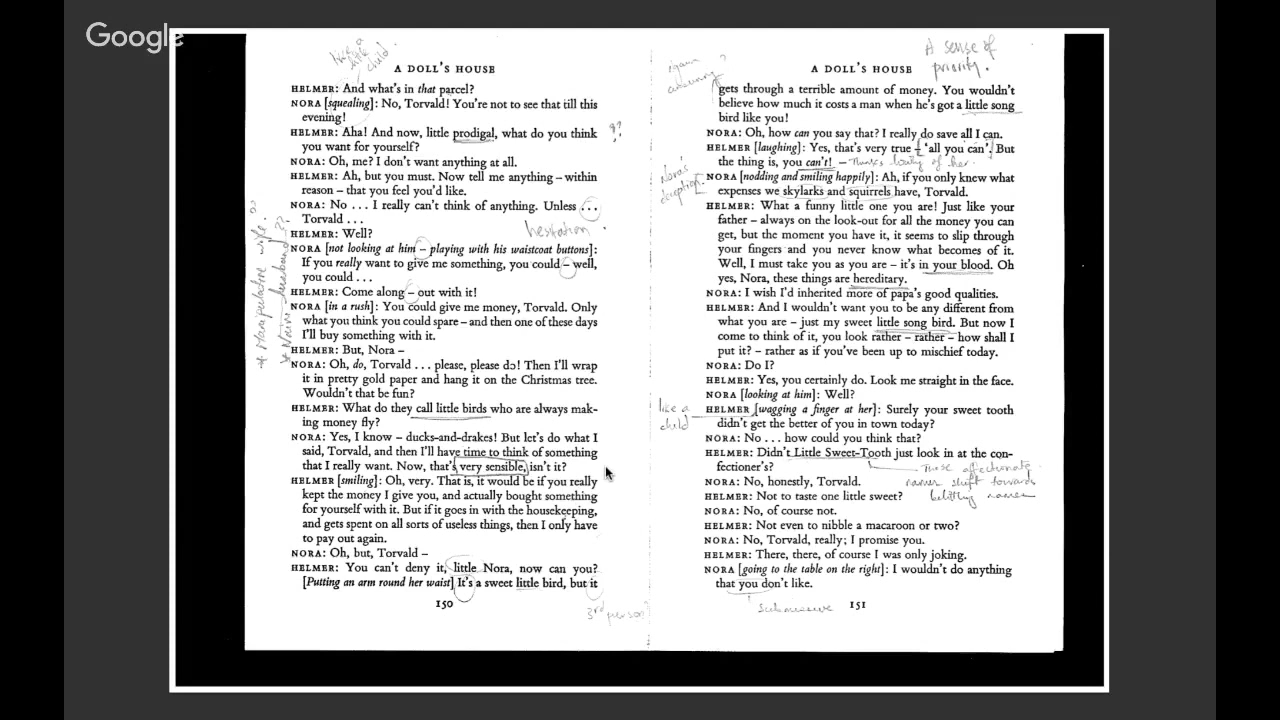 Google
like a
little
child
A DOLL'S HOUSE
HELMER: And what's in that parcel?
NORA [squealing]: No, Torvald! You're not to see that till this
evening!
HELMER: Aha! And now, little prodigal, what do you think
you want for yourself?
NORA: Oh, me? I don't want anything at all.
HELMER: Ah, but you must. Now tell me anything – within
reason – that you feel you'd like.
NORA: No ... I really can't think of anything. Unless ...
Torvald ...
HELMER: Well?
hesitation
NORA [not looking at him – playing with his waistcoat buttons]:
If you really want to give me something, you could – well,
you could ...
HELMER: Come along – out with it!
NORA [in a rush]: You could give me money, Torvald. Only
what you think you could spare – and then one of these days
I'll buy something with it.
HELMER: But, Nora –
NORA: Oh, do, Torvald ... please, please do! Then I'll wrap
it in pretty gold paper and hang it on the Christmas tree.
Wouldn't that be fun?
HELMER: What do they call little birds who are always mak-
ing money fly?
NORA: Yes, I know – ducks-and-drakes! But let's do what I
said, Torvald, and then I'll have time to think of something
that I really want. Now, that's very sensible, isn't it?
HELMER [smiling]: Oh, very. That is, it would be if you really
kept the money I give you, and actually bought something
for yourself with it. But if it goes in with the housekeeping,
and gets spent on all sorts of useless things, then I only have
to pay out again.
NORA: Oh, but, Torvald –
HELMER: You can't deny it, little Nora, now can you?
[Putting an arm round her waist] It's a sweet little bird, but it
150
3rd person
* Manipulative wife
* husband
A sense of
priority.
A DOLL'S HOUSE
gets through a terrible amount of money. You wouldn't
believe how much it costs a man when he's got a little song
bird like you!
NORA: Oh, how can you say that? I really do save all I can.
HELMER [laughing]: Yes, that's very true – 'all you can'. But
the thing is, you can't! – Thinks of her.
Nora's
deception
NORA [nodding and smiling happily]: Ah, if you only knew what
expenses we skylarks and squirrels have, Torvald.
HELMER: What a funny little one you are! Just like your
father – always on the look-out for all the money you can
get, but the moment you have it, it seems to slip through
your fingers and you never know what becomes of it.
Well, I must take you as you are – it's in your blood. Oh
yes, Nora, these things are hereditary.
NORA: I wish I'd inherited more of papa's good qualities.
HELMER: And I wouldn't want you to be any different from
what you are – just my sweet little song bird. But now I
come to think of it, you look rather – rather – how shall I
put it? – rather as if you've been up to mischief today.
NORA: Do I?
HELMER: Yes, you certainly do. Look me straight in the face.
NORA [looking at him]: Well?
like a
child
HELMER [wagging a finger at her]: Surely your sweet tooth
didn't get the better of you in town today?
NORA: No ... how could you think that?
HELMER: Didn't Little Sweet-Tooth just look in at the con-
fectioner's?
These affectionate
names shift towards
belittling names
NORA: No, honestly, Torvald.
HELMER: Not to taste one little sweet?
NORA: No, of course not.
HELMER: Not even to nibble a macaroon or two?
NORA: No, Torvald, really; I promise you.
HELMER: There, there, of course I was only joking.
NORA [going to the table on the right]: I wouldn't do anything
that you don't like.
submissive
151